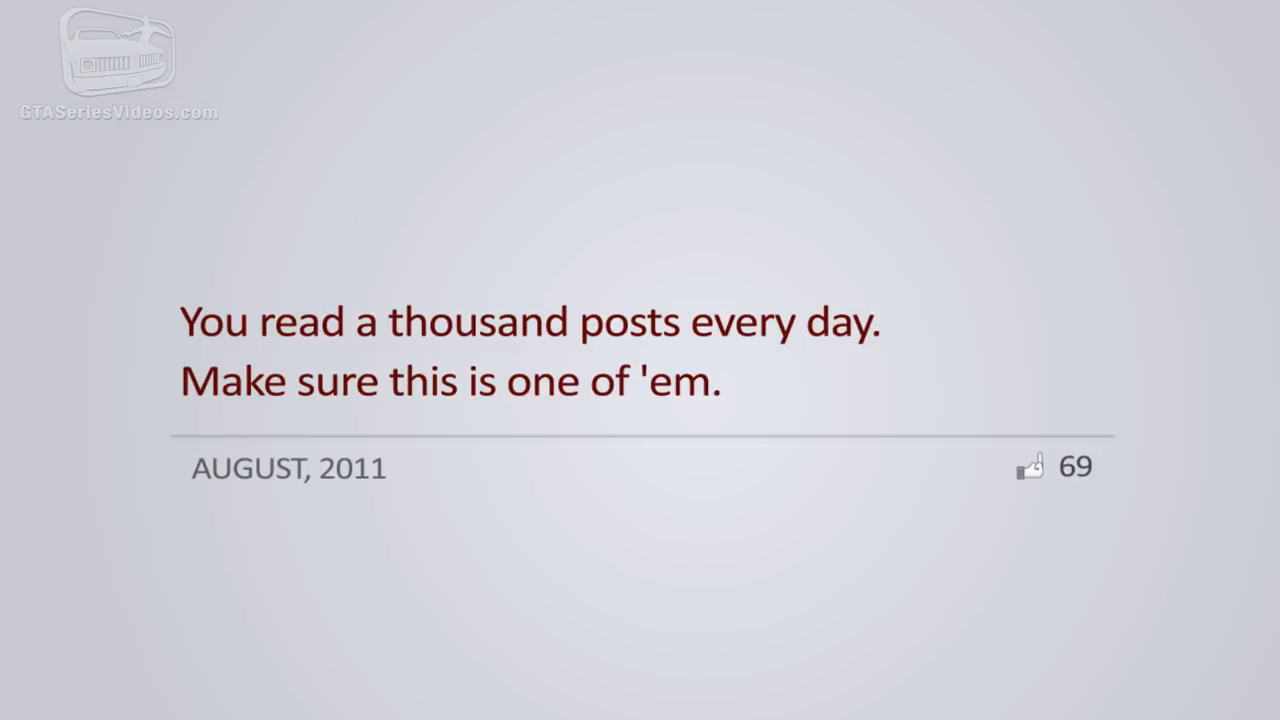 GTASeriesVideos.com
You read a thousand posts every day.
Make sure this is one of 'em.
AUGUST, 2011
69